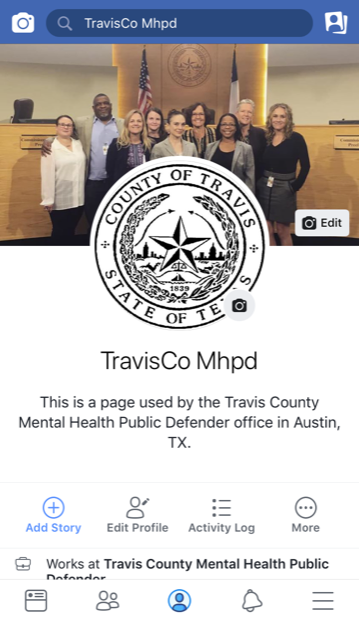 TravisCo Mhpd
Edit
COUNTY OF TRAVIS
1839
STATE OF TE S
TravisCo Mhpd
This is a page used by the Travis County
Mental Health Public Defender office in Austin,
TX.
Add Story
Edit Profile
Activity Log
More
Works at Travis County Mental Health Public
Defender